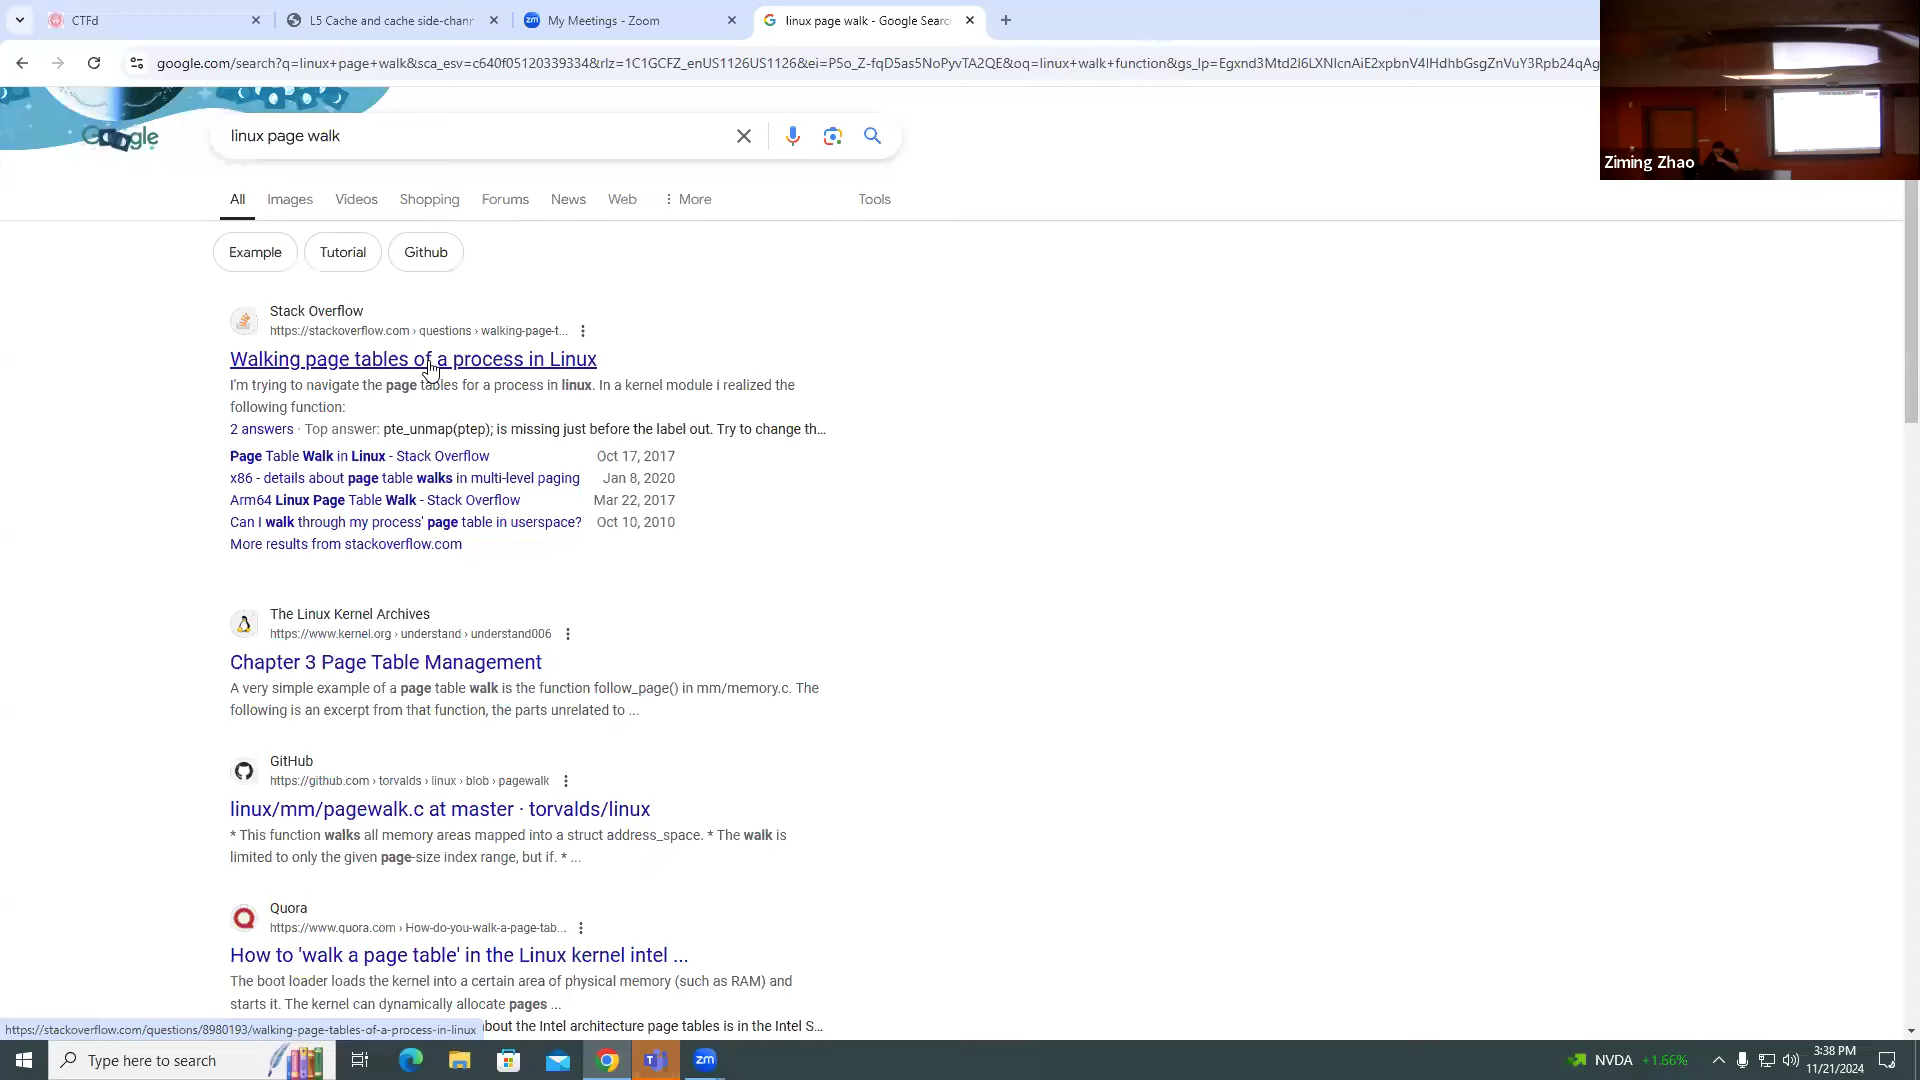 CTFd
L5 Cache and cache side-chann
My Meetings - Zoom
linux page walk - Google Searc
google.com/search?q=linux+page+walk&sca_esv=c640f05120339334&rlz=1C1GCFZ_enUS1126US1126&ei=P5o_Z-fqD5as5NoPyvTA2QE&oq=linux+walk+function&gs_lp=Egxnd3Mtd2l6LXNlcnAiE2xpbnV4IHdhbGsgZnVuY3Rpb24qAg
Ziming Zhao
Google
linux page walk
All
Images
Videos
Shopping
Forums
News
Web
More
Tools
Example
Tutorial
Github
Stack Overflow
https://stackoverflow.com › questions › walking-page-t...
Walking page tables of a process in Linux
I'm trying to navigate the page tables for a process in linux. In a kernel module i realized the
following function:
2 answers · Top answer: pte_unmap(ptep); is missing just before the label out. Try to change th...
Page Table Walk in Linux - Stack Overflow Oct 17, 2017
x86 - details about page table walks in multi-level paging Jan 8, 2020
Arm64 Linux Page Table Walk - Stack Overflow Mar 22, 2017
Can I walk through my process' page table in userspace? Oct 10, 2010
More results from stackoverflow.com
The Linux Kernel Archives
https://www.kernel.org › understand › understand006
Chapter 3 Page Table Management
A very simple example of a page table walk is the function follow_page() in mm/memory.c. The
following is an excerpt from that function, the parts unrelated to ...
GitHub
https://github.com › torvalds › linux › blob › pagewalk
linux/mm/pagewalk.c at master · torvalds/linux
* This function walks all memory areas mapped into a struct address_space. * The walk is
limited to only the given page-size index range, but if. * ...
Quora
https://www.quora.com › How-do-you-walk-a-page-tab...
How to 'walk a page table' in the Linux kernel intel ...
The boot loader loads the kernel into a certain area of physical memory (such as RAM) and
starts it. The kernel can dynamically allocate pages ...
bout the Intel architecture page tables is in the Intel S...
https://stackoverflow.com/questions/8980193/walking-page-tables-of-a-process-in-linux
Type here to search
zm
NVDA +1.66%
3:38 PM
11/21/2024